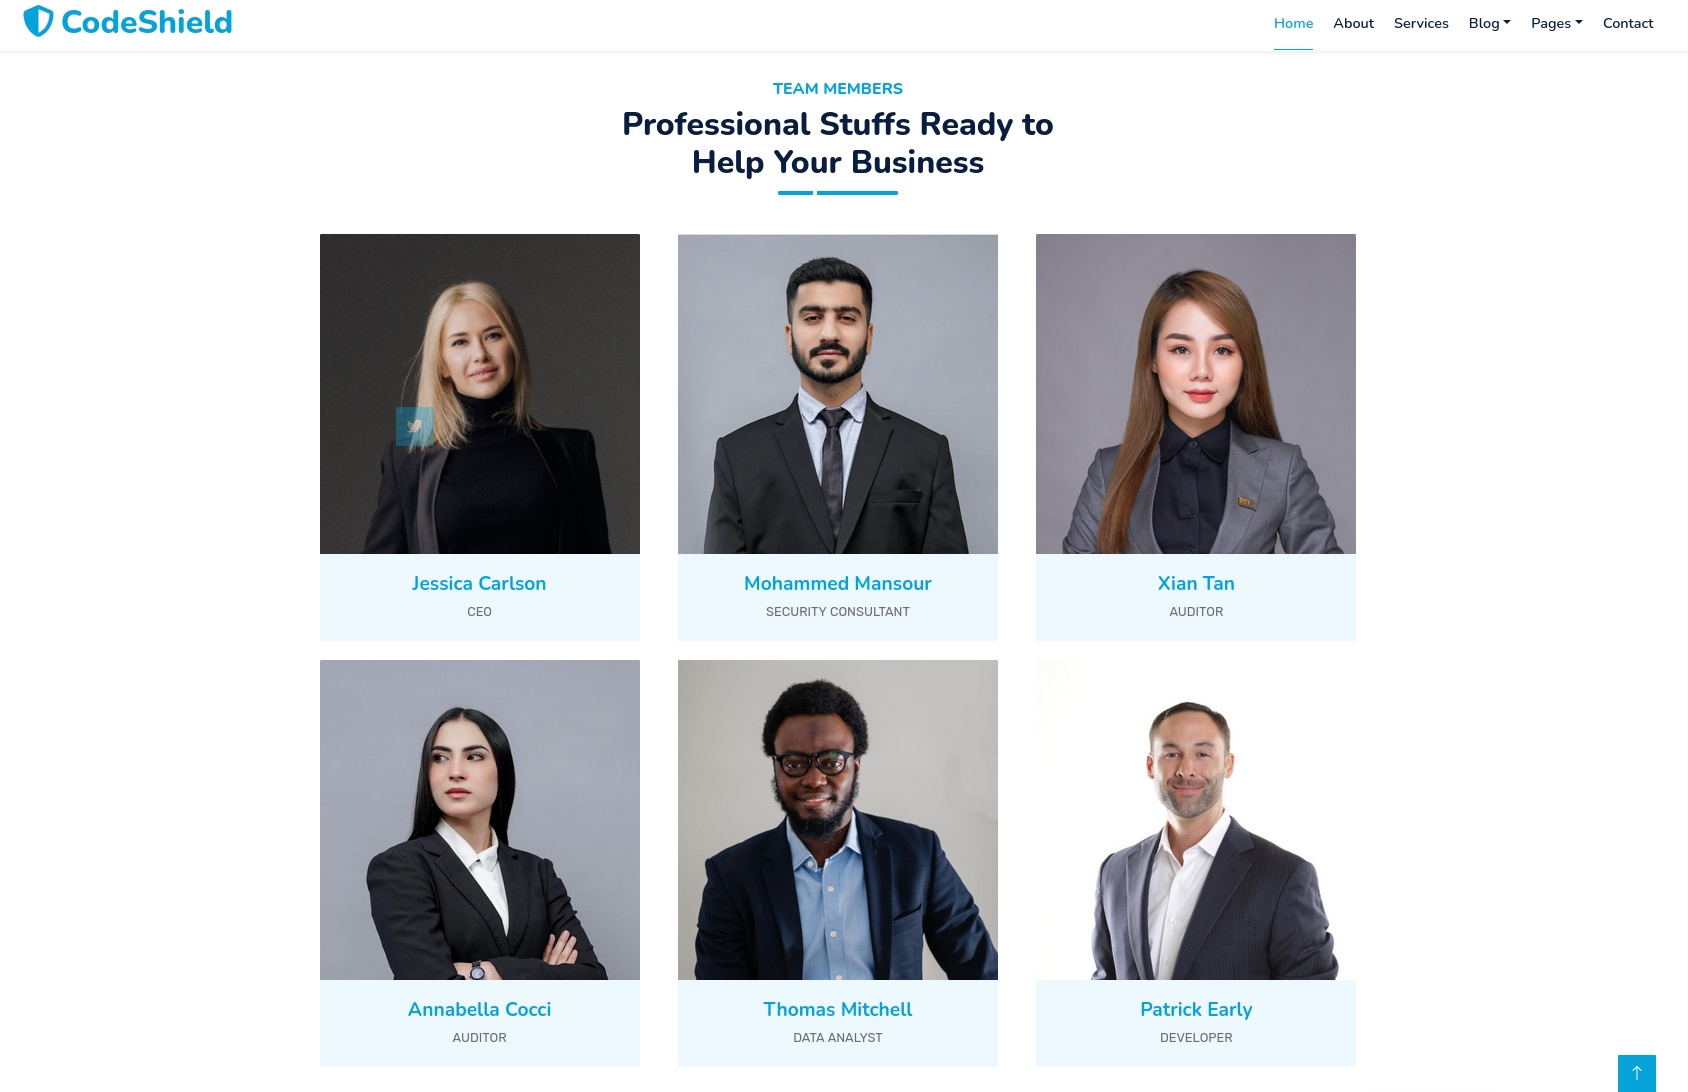 CodeShield
Home About Services Blog Pages Contact
TEAM MEMBERS
Professional Stuffs Ready to
Help Your Business
Jessica Carlson
CEO
Mohammed Mansour
SECURITY CONSULTANT
Xian Tan
AUDITOR
Annabella Cocci
AUDITOR
Thomas Mitchell
DATA ANALYST
Patrick Early
DEVELOPER